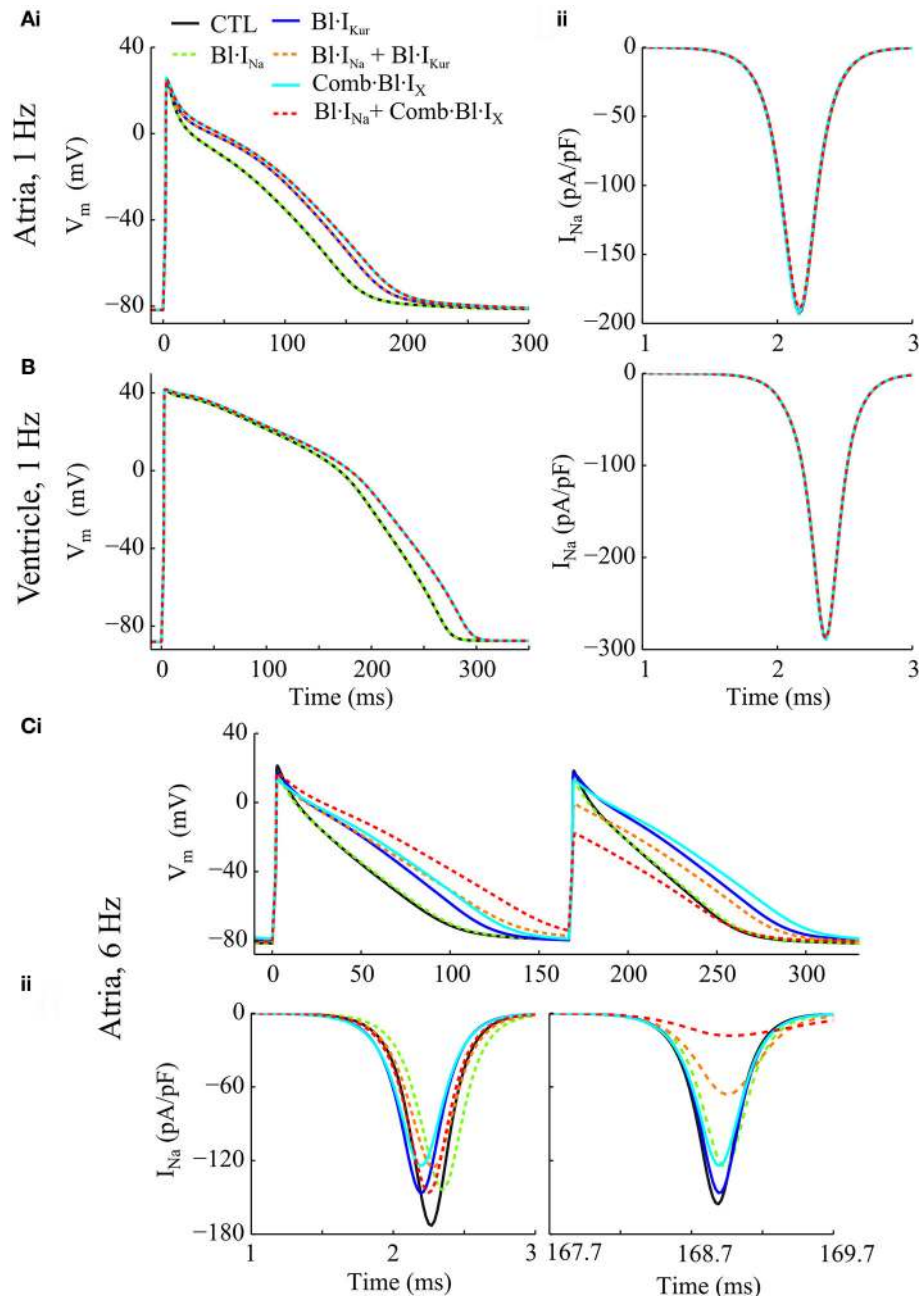 Ai
ii
CTL
Bl·I_Kur
Bl·I_Na
Bl·I_Na + Bl·I_Kur
Comb·Bl·I_X
Bl·I_Na + Comb·Bl·I_X
Atria, 1 Hz
V_m (mV)
40
0
−40
−80
0 100 200 300
I_Na (pA/pF)
0
−50
−100
−150
−200
1 2 3
B
Ventricle, 1 Hz
V_m (mV)
40
0
−40
−80
0 100 200 300
Time (ms)
I_Na (pA/pF)
0
−100
−200
−300
1 2 3
Time (ms)
Ci
Atria, 6 Hz
V_m (mV)
40
0
−40
−80
0 50 100 150 200 250 300
ii
I_Na (pA/pF)
0
−60
−120
−180
1 2 3
Time (ms)
167.7 168.7 169.7
Time (ms)